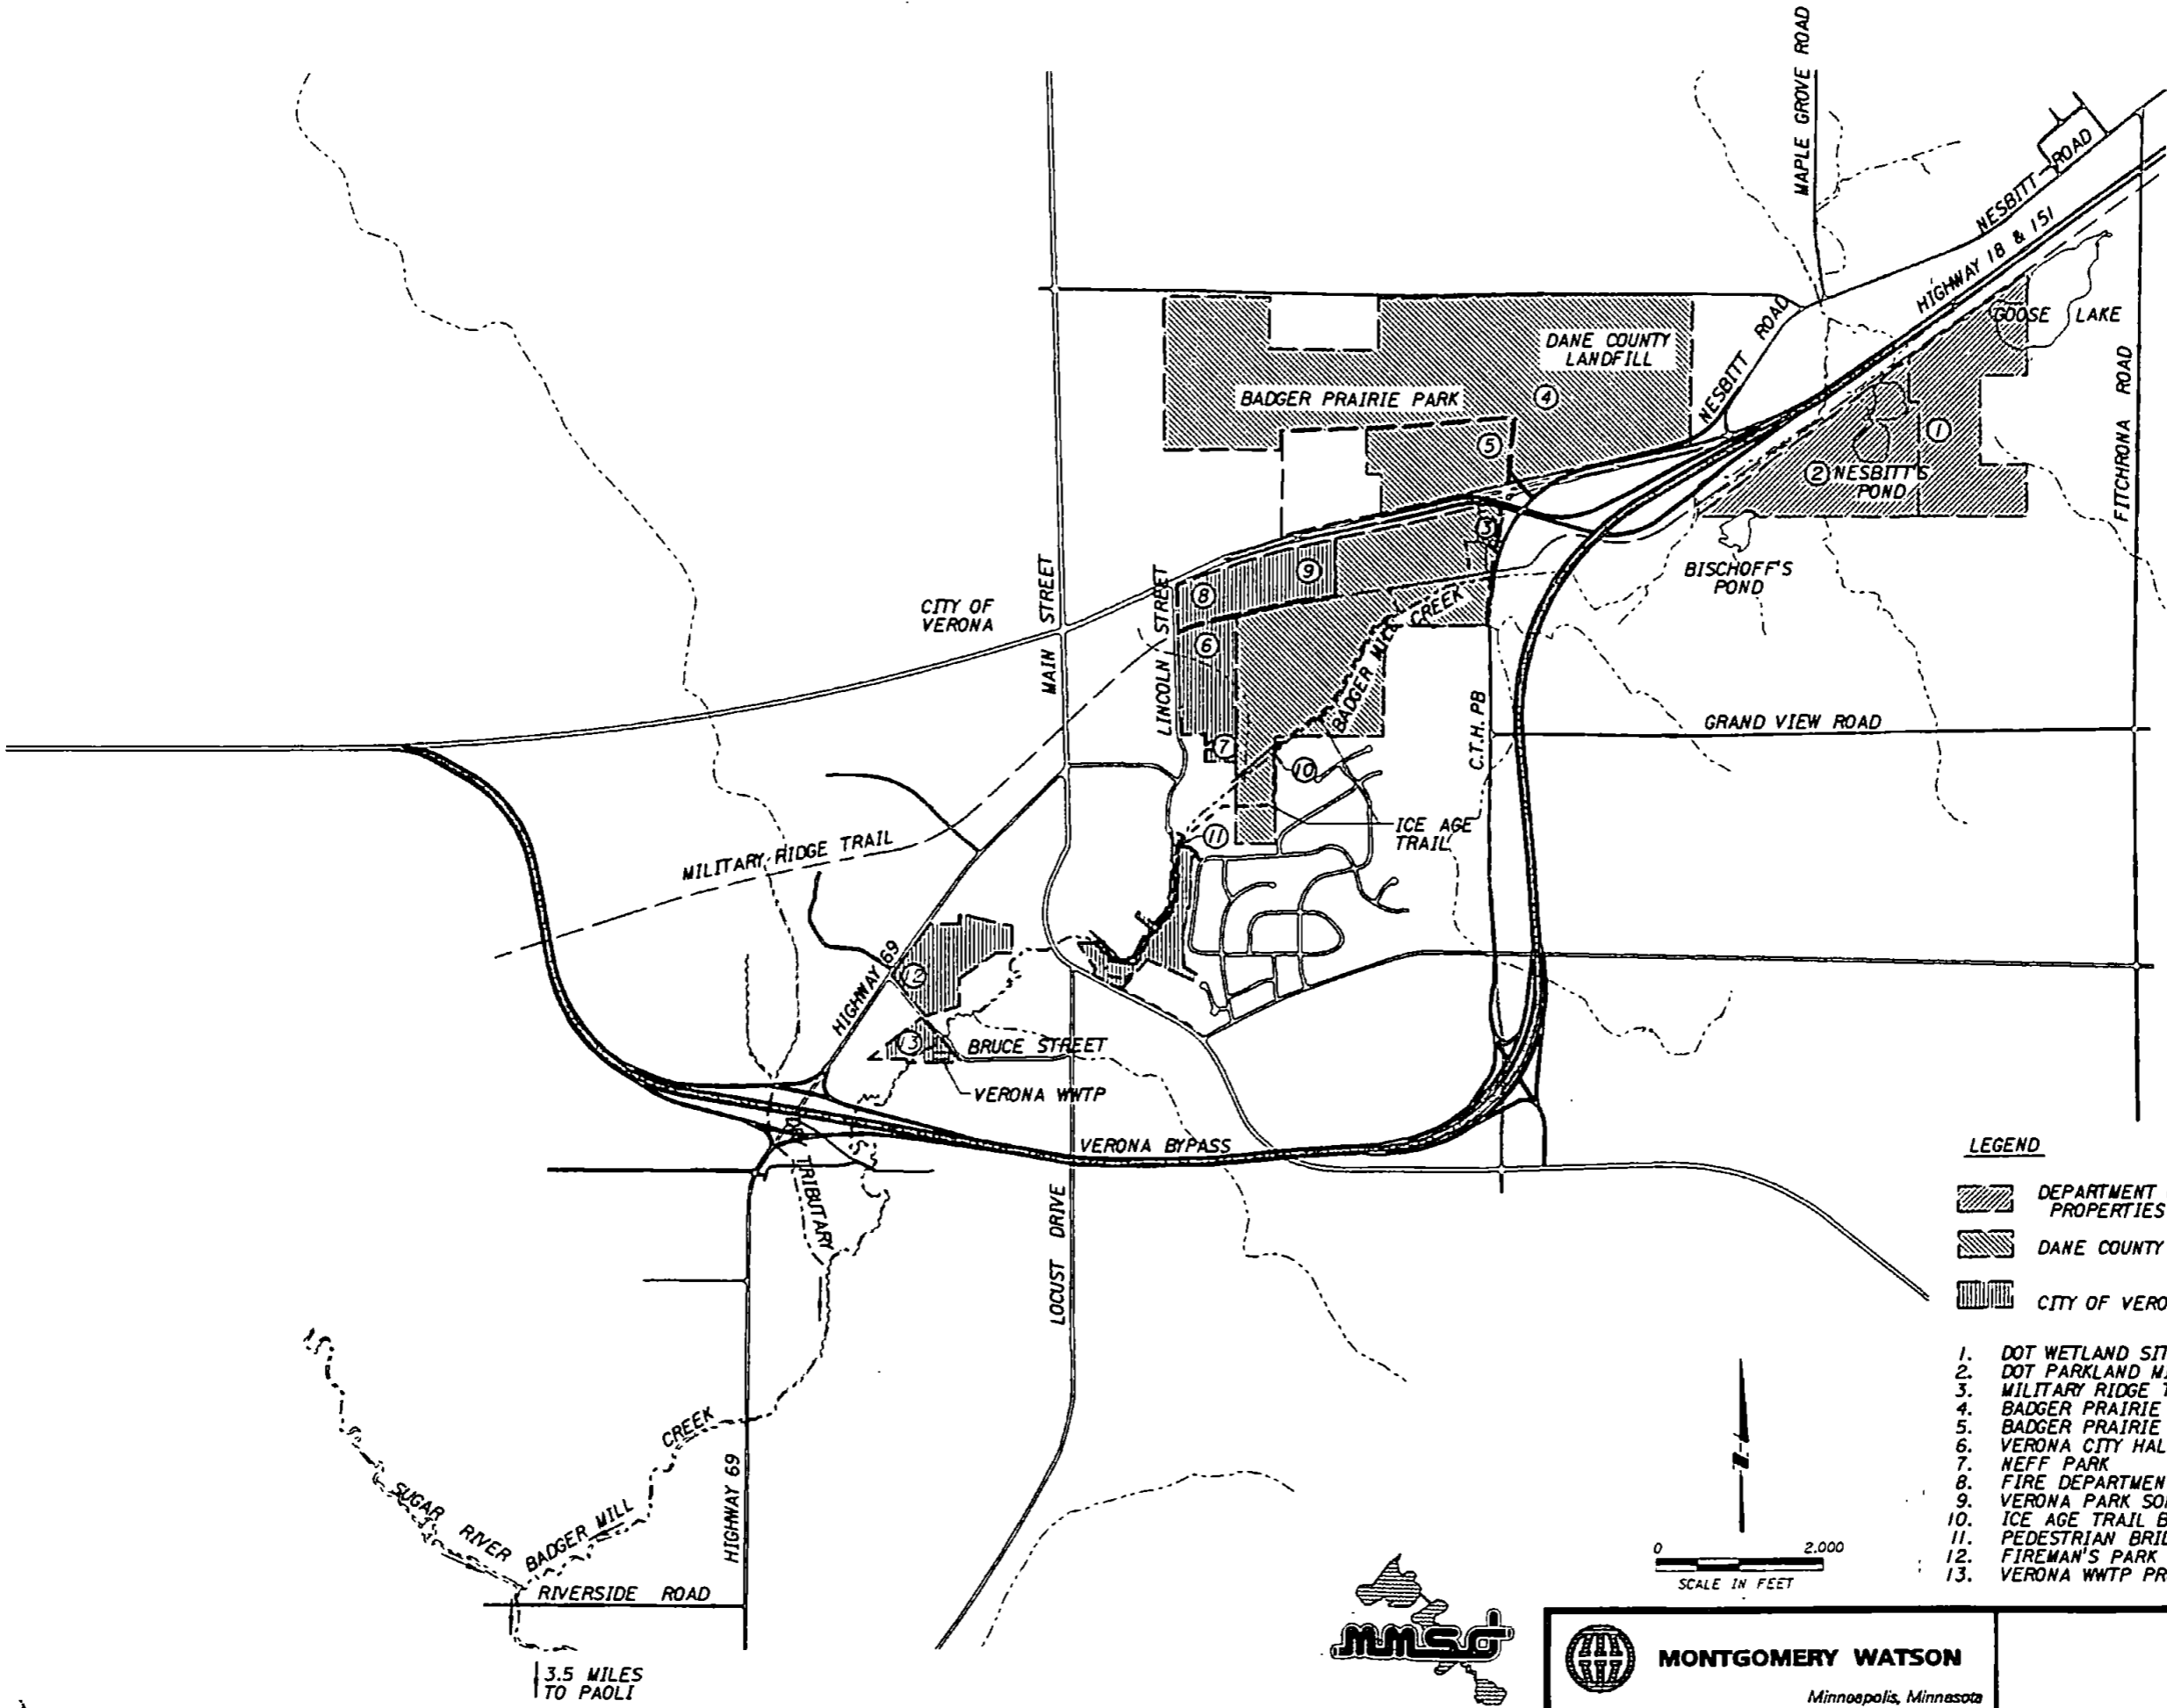 MAPLE GROVE ROAD
NESBITT ROAD
HIGHWAY 18 & 151
GOOSE LAKE
FITCHRONA ROAD
DANE COUNTY
LANDFILL
NESBITT ROAD
BADGER PRAIRIE PARK
4
5
1
2 NESBITT'S
POND
3
BISCHOFF'S
POND
CITY OF
VERONA
MAIN STREET
LINCOLN STREET
9
8
6
BADGER MILL CREEK
C.T.H. PB
GRAND VIEW ROAD
7
10
ICE AGE
TRAIL
11
MILITARY RIDGE TRAIL
HIGHWAY 69
12
13
BRUCE STREET
VERONA WWTP
VERONA BYPASS
DRY TRIBUTARY
LOCUST DRIVE
SUGAR RIVER
BADGER MILL CREEK
HIGHWAY 69
RIVERSIDE ROAD
3.5 MILES
TO PAOLI
LEGEND
DEPARTMENT
PROPERTIES
DANE COUNTY
CITY OF VERO
1. DOT WETLAND SIT
2. DOT PARKLAND MI
3. MILITARY RIDGE T
4. BADGER PRAIRIE
5. BADGER PRAIRIE
6. VERONA CITY HAL
7. NEFF PARK
8. FIRE DEPARTMEN
9. VERONA PARK SO
10. ICE AGE TRAIL B
11. PEDESTRIAN BRI
12. FIREMAN'S PARK
13. VERONA WWTP PR
N
0 2,000
SCALE IN FEET
MMSD
MONTGOMERY WATSON
Minneapolis, Minnesota